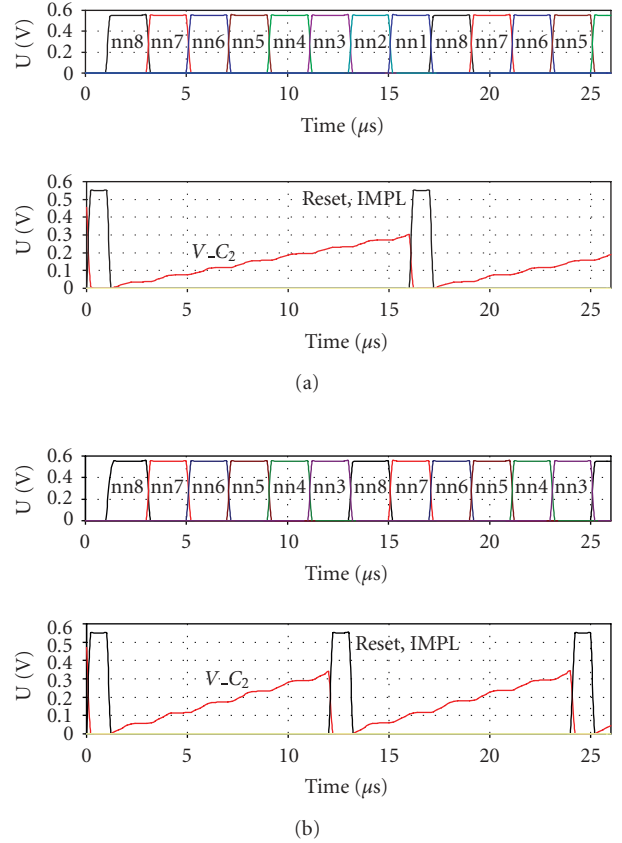 0.6
0.4
0.2
0
U (V)
nn8 nn7 nn6 nn5 nn4 nn3 nn2 nn1 nn8 nn7 nn6 nn5
0 5 10 15 20 25
Time (μs)
0.6
0.5
0.4
0.3
0.2
0.1
0
U (V)
Reset, IMPL
V_C₂
0 5 10 15 20 25
Time (μs)
(a)
0.6
0.4
0.2
0
U (V)
nn8 nn7 nn6 nn5 nn4 nn3 nn8 nn7 nn6 nn5 nn4 nn3
0 5 10 15 20 25
Time (μs)
0.6
0.5
0.4
0.3
0.2
0.1
0
U (V)
Reset, IMPL
V_C₂
0 5 10 15 20 25
Time (μs)
(b)